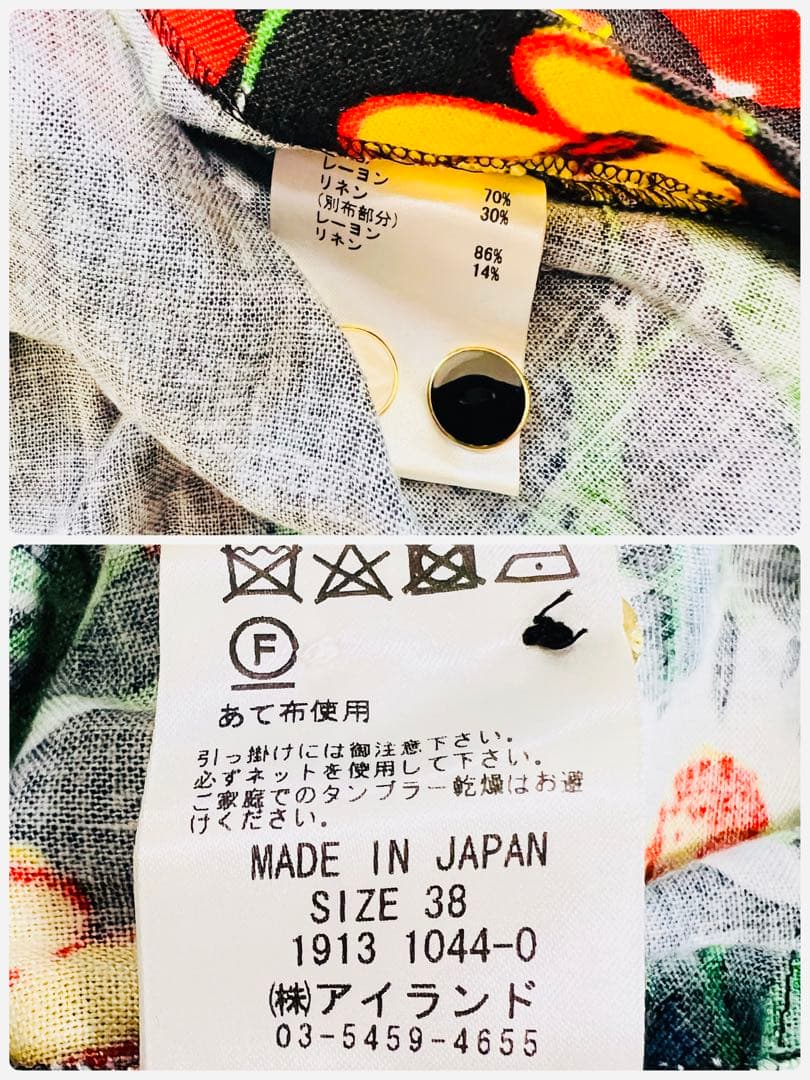 レーヨン 70%
リネン 30%
(別布部分)
レーヨン 86%
リネン 14%
F
あて布使用
引っ掛けには御注意下さい。
必ずネットを使用して下さい。
ご家庭でのタンブラー乾燥はお避
けください。
MADE IN JAPAN
SIZE 38
1913 1044-0
㈱アイランド
03-5459-4655